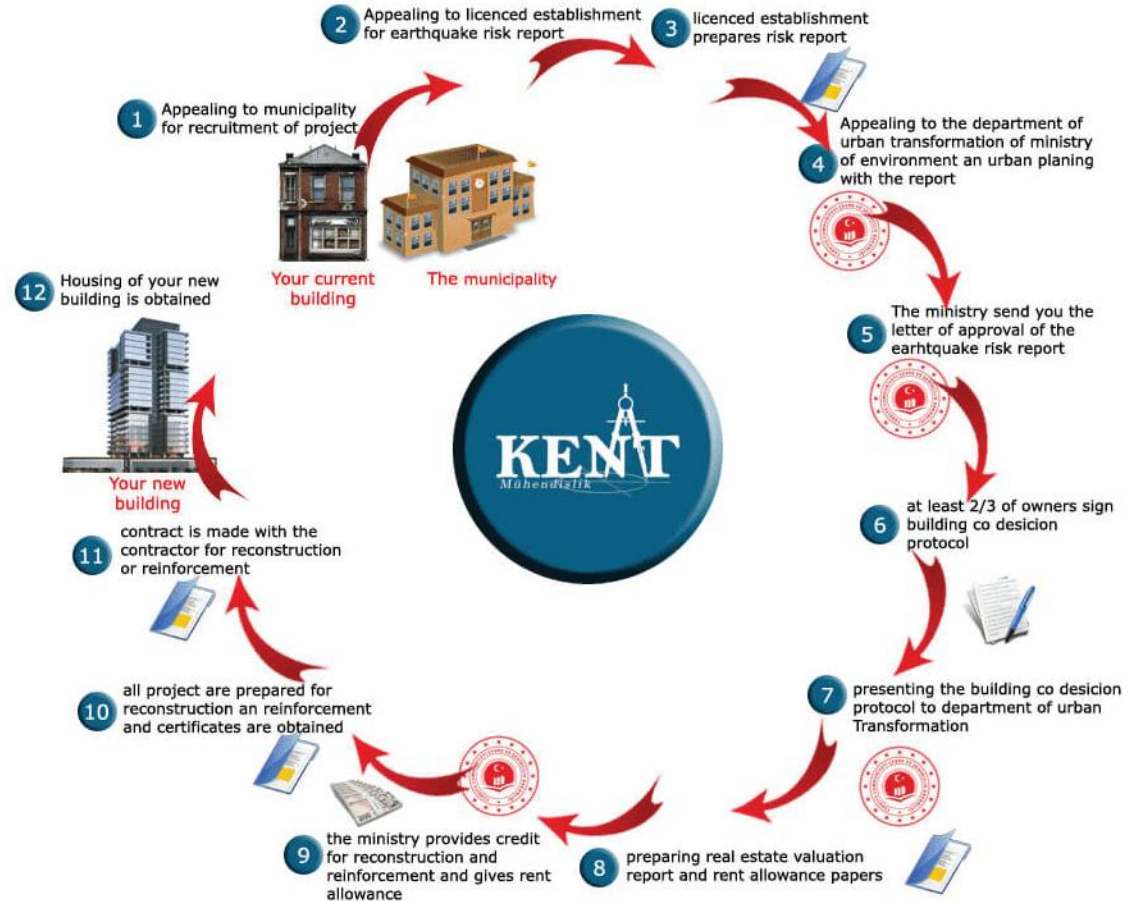 1
Appealing to municipality
for recruitment of project
2
Appealing to licenced establishment
for earthquake risk report
3
licenced establishment
prepares risk report
4
Appealing to the department of
urban transformation of ministry
of environment an urban planing
with the report
5
The ministry send you the
letter of approval of the
earhtquake risk report
6
at least 2/3 of owners sign
building co desicion
protocol
7
presenting the building co desicion
protocol to department of urban
Transformation
8
preparing real estate valuation
report and rent allowance papers
9
the ministry provides credit
for reconstruction and
reinforcement and gives rent
allowance
10
all project are prepared for
reconstruction an reinforcement
and certificates are obtained
11
contract is made with the
contractor for reconstruction
or reinforcement
12
Housing of your new
building is obtained
Your current
building
The municipality
Your new
building
KENT
Mühendizlik
200